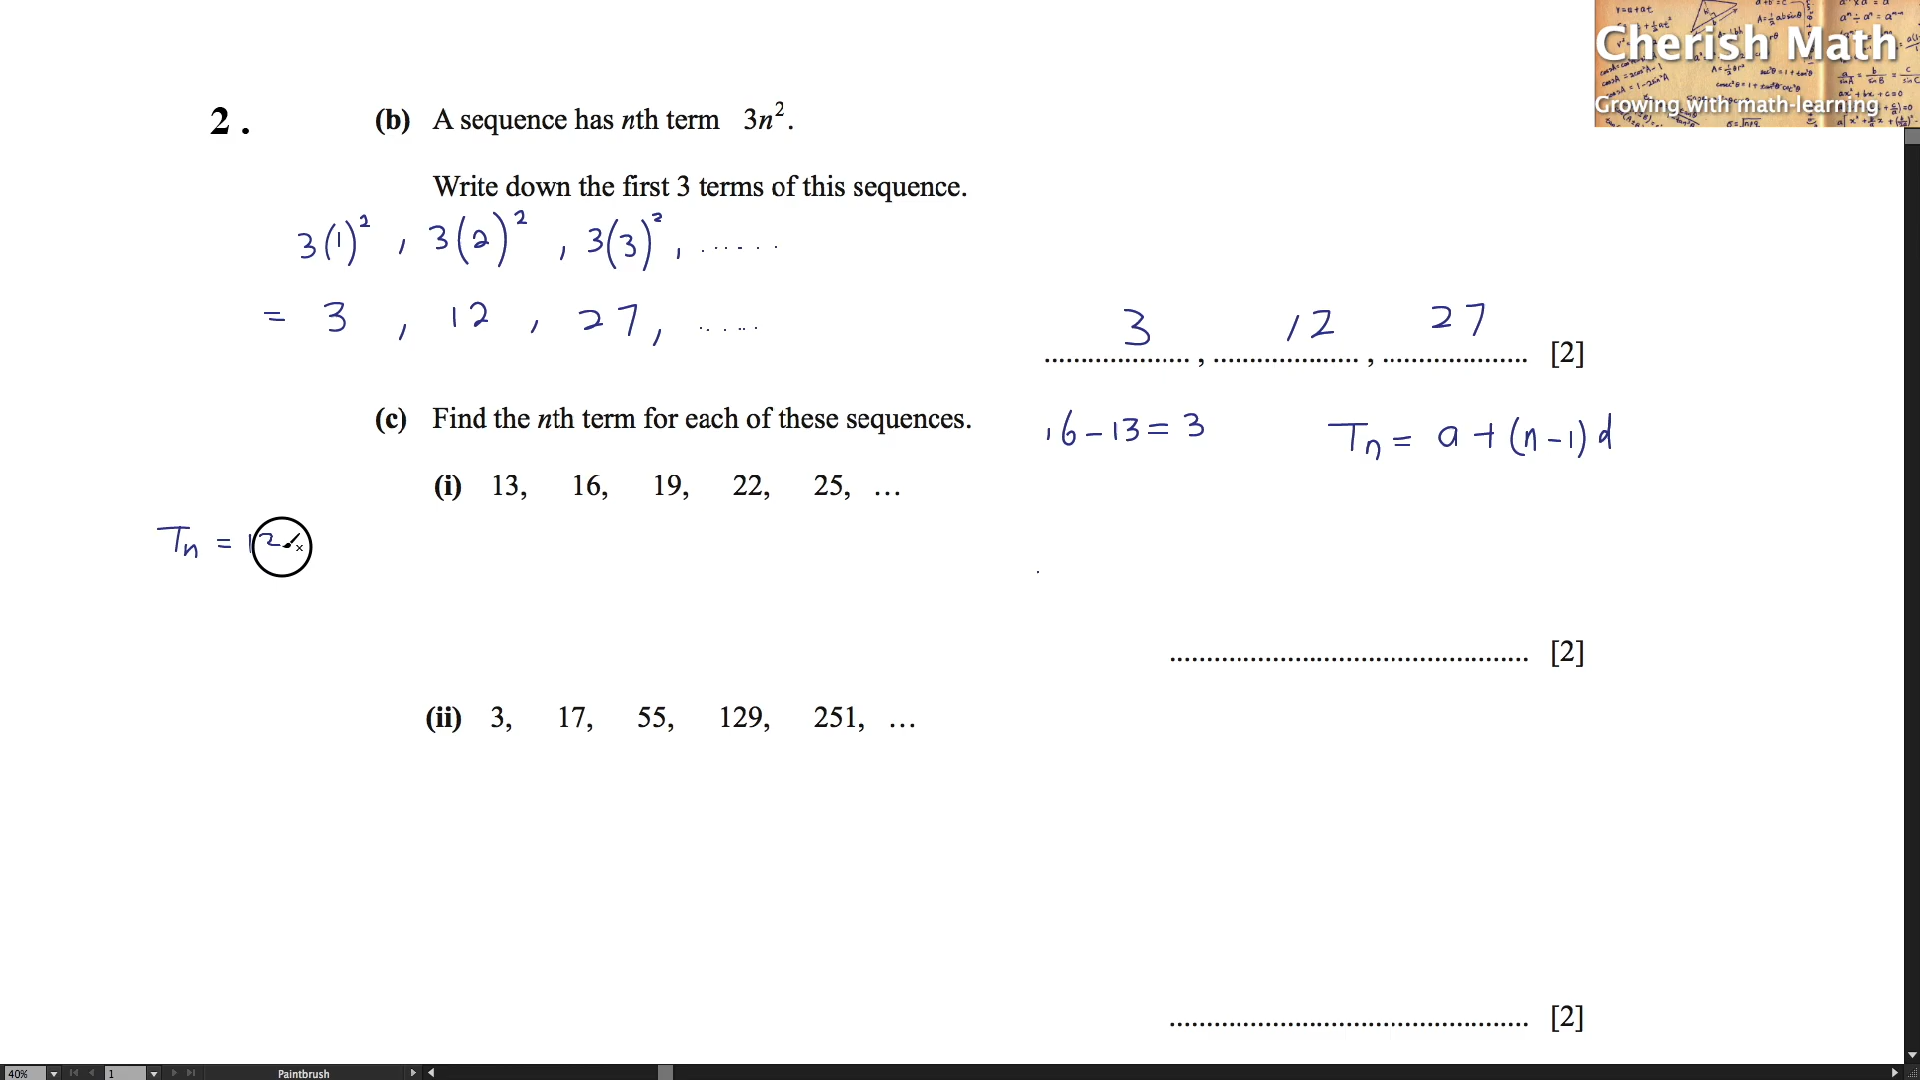 Cherish Math
Growing with math-learning
2 .
(b) A sequence has nth term 3n².
Write down the first 3 terms of this sequence.
3(1)² , 3(2)² , 3(3)² , ......
= 3 , 12 , 27 , .....
3 12 27
.................... , .................... , .................... [2]
(c) Find the nth term for each of these sequences.
16 - 13 = 3 Tn = a + (n - 1) d
(i) 13, 16, 19, 22, 25, …
Tn = 12
................................................. [2]
(ii) 3, 17, 55, 129, 251, …
................................................. [2]
40% 1 Paintbrush